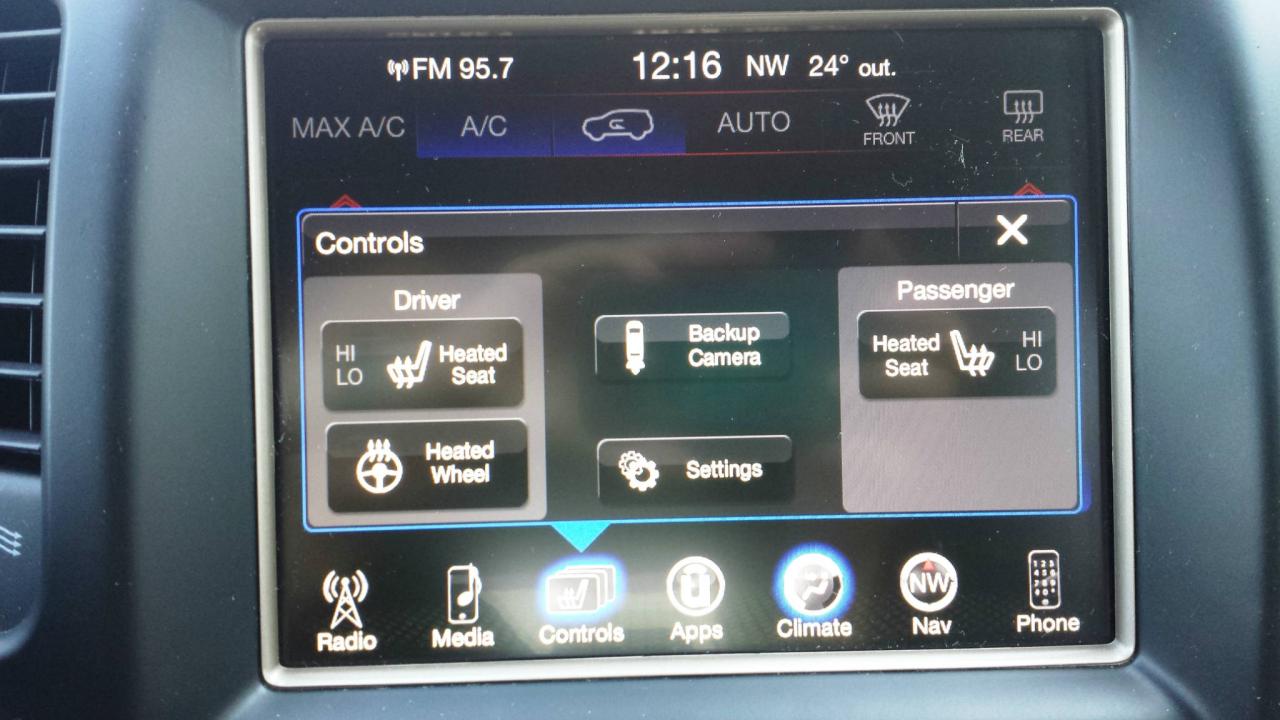 FM 95.7 12:16 NW 24° out.
MAX A/C A/C AUTO FRONT REAR
Controls
Driver
HI
LO
Heated
Seat
Heated
Wheel
Backup
Camera
Settings
Passenger
Heated
Seat
HI
LO
Radio Media Controls Apps Climate NW Nav Phone